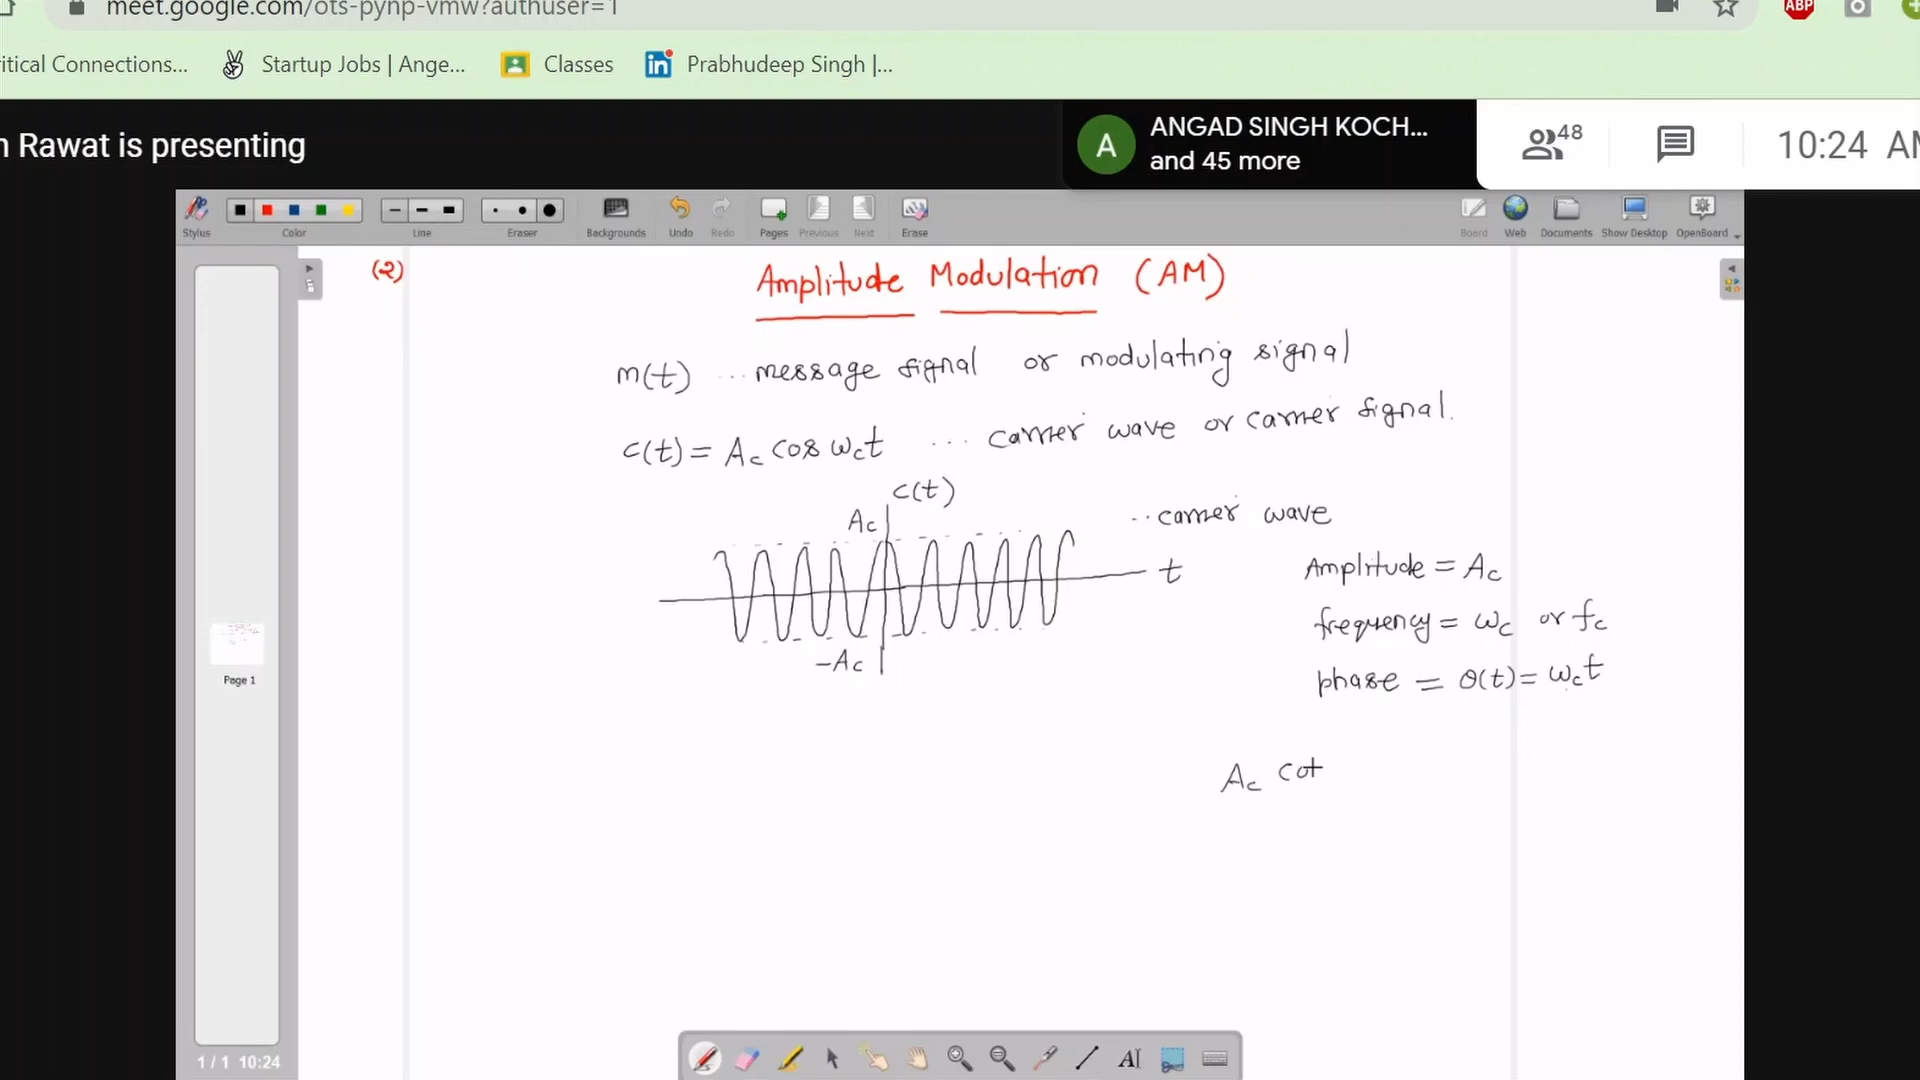 meet.google.com/ots-pynp-vmw?authuser=1
ABP
itical Connections...
Startup Jobs | Ange...
Classes
in
Prabhudeep Singh |...
n Rawat is presenting
A
ANGAD SINGH KOCH...
and 45 more
48
10:24 AM
Stylus
Color
Line
Eraser
Backgrounds
Undo
Redo
Pages
Previous
Next
Erase
Board
Web
Documents
Show Desktop
OpenBoard
(2)
Amplitude Modulation (AM)
m(t) ... message signal or modulating signal
c(t) = Ac cos ωct ... carrier wave or carrier signal.
c(t)
Ac
.. carrier wave
t
-Ac
Amplitude = Ac
frequency = ωc or fc
phase = θ(t) = ωct
Ac cot
Page 1
1 / 1 10:24
AI